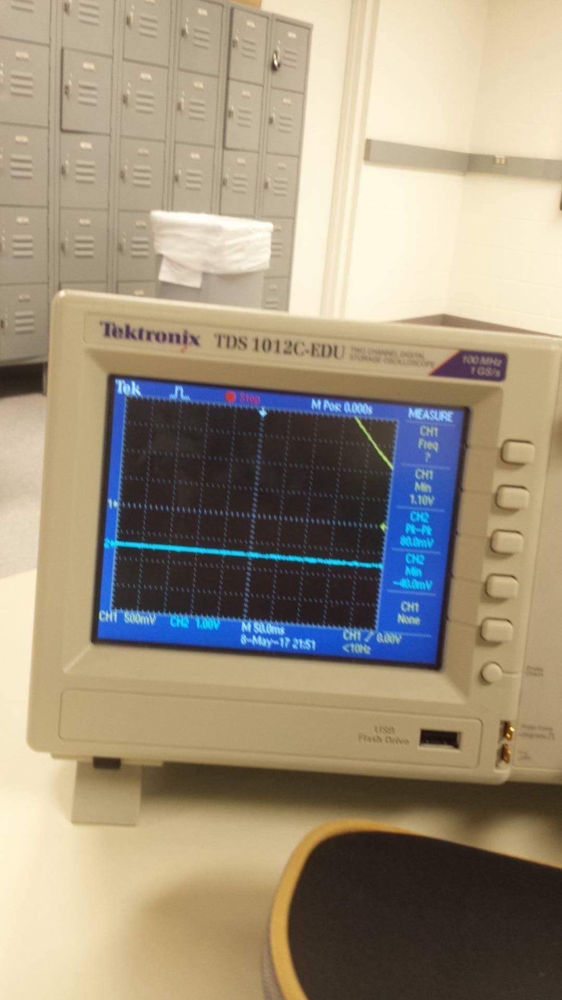 Tektronix TDS 1012C-EDU TWO CHANNEL DIGITAL
STORAGE OSCILLOSCOPE
100 MHz
1 GS/s
Tek Stop M Pos: 0.000s
MEASURE
CH1
Freq
?
CH1
Min
1.10V
CH2
Pk-Pk
80.0mV
CH2
Min
-40.0mV
CH1
None
1
2
CH1 500mV CH2 1.00V M 50.0ms CH1 0.00V
8-May-17 21:51 <10Hz
USB
Flash Drive